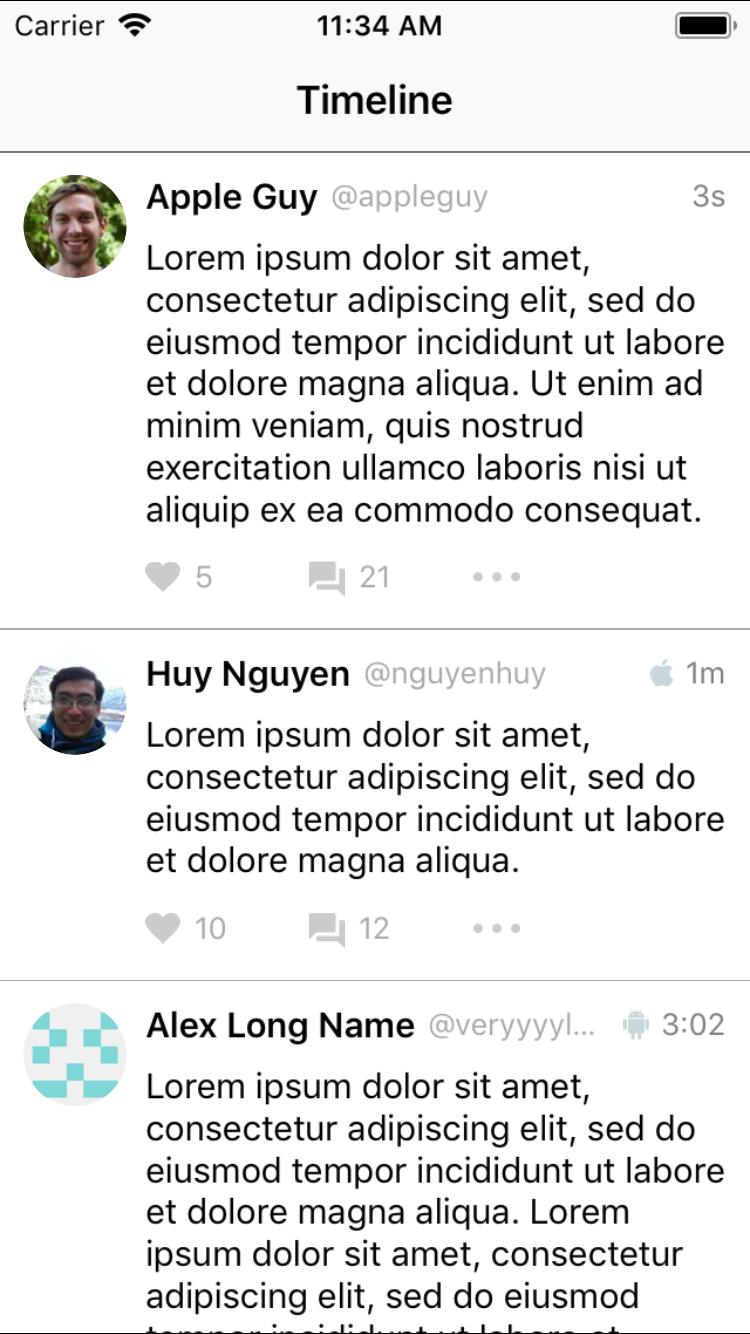 Carrier 11:34 AM
Timeline
Apple Guy @appleguy 3s
Lorem ipsum dolor sit amet,
consectetur adipiscing elit, sed do
eiusmod tempor incididunt ut labore
et dolore magna aliqua. Ut enim ad
minim veniam, quis nostrud
exercitation ullamco laboris nisi ut
aliquip ex ea commodo consequat.
5 21
Huy Nguyen @nguyenhuy 1m
Lorem ipsum dolor sit amet,
consectetur adipiscing elit, sed do
eiusmod tempor incididunt ut labore
et dolore magna aliqua.
10 12
Alex Long Name @veryyyyl... 3:02
Lorem ipsum dolor sit amet,
consectetur adipiscing elit, sed do
eiusmod tempor incididunt ut labore
et dolore magna aliqua. Lorem
ipsum dolor sit amet, consectetur
adipiscing elit, sed do eiusmod